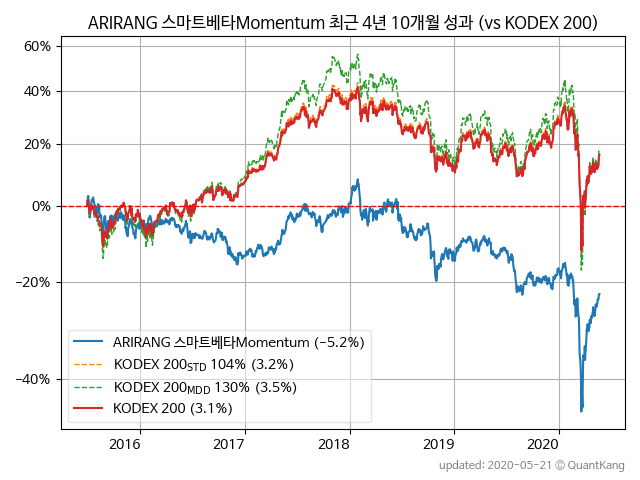 ARIRANG 스마트베타Momentum 최근 4년 10개월 성과 (vs KODEX 200)
60%
40%
20%
0%
−20%
−40%
ARIRANG 스마트베타Momentum (−5.2%)
KODEX 200STD 104% (3.2%)
KODEX 200MDD 130% (3.5%)
KODEX 200 (3.1%)
2016 2017 2018 2019 2020
updated: 2020-05-21 ⓒ QuantKang